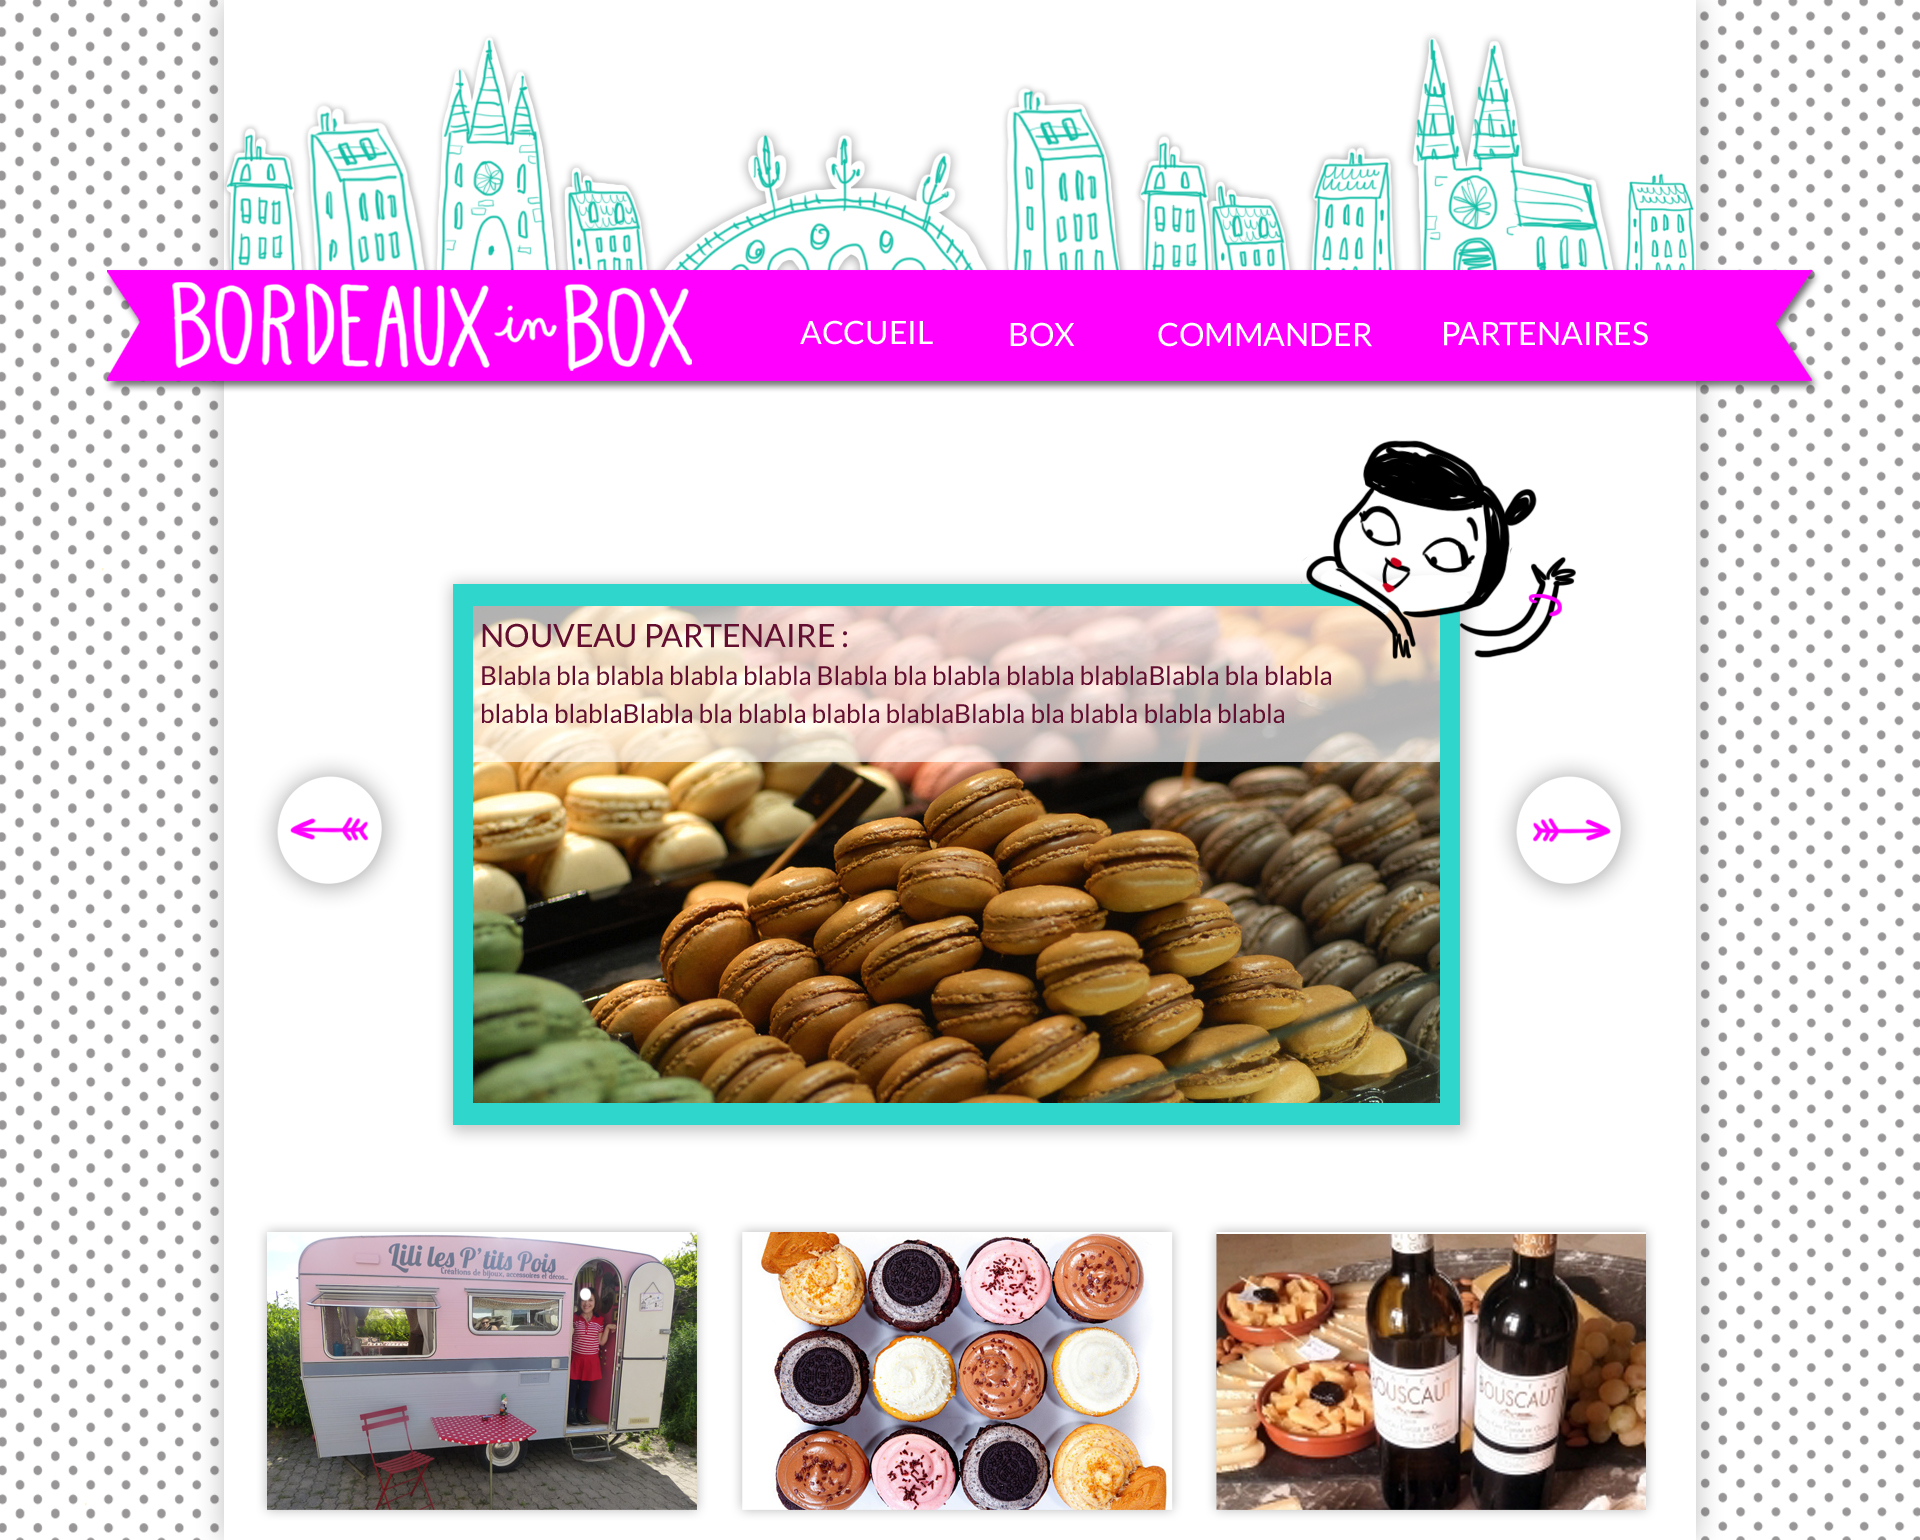 BORDEAUX in BOX
ACCUEIL
BOX
COMMANDER
PARTENAIRES
NOUVEAU PARTENAIRE :
Blabla bla blabla blabla blabla Blabla bla blabla blabla blablaBlabla bla blabla
blabla blablaBlabla bla blabla blabla blablaBlabla bla blabla blabla blabla
Lili les P'tits Pois
Créations de bijoux, accessoires et décos...
BOUSCAUT
BOUSCAUT